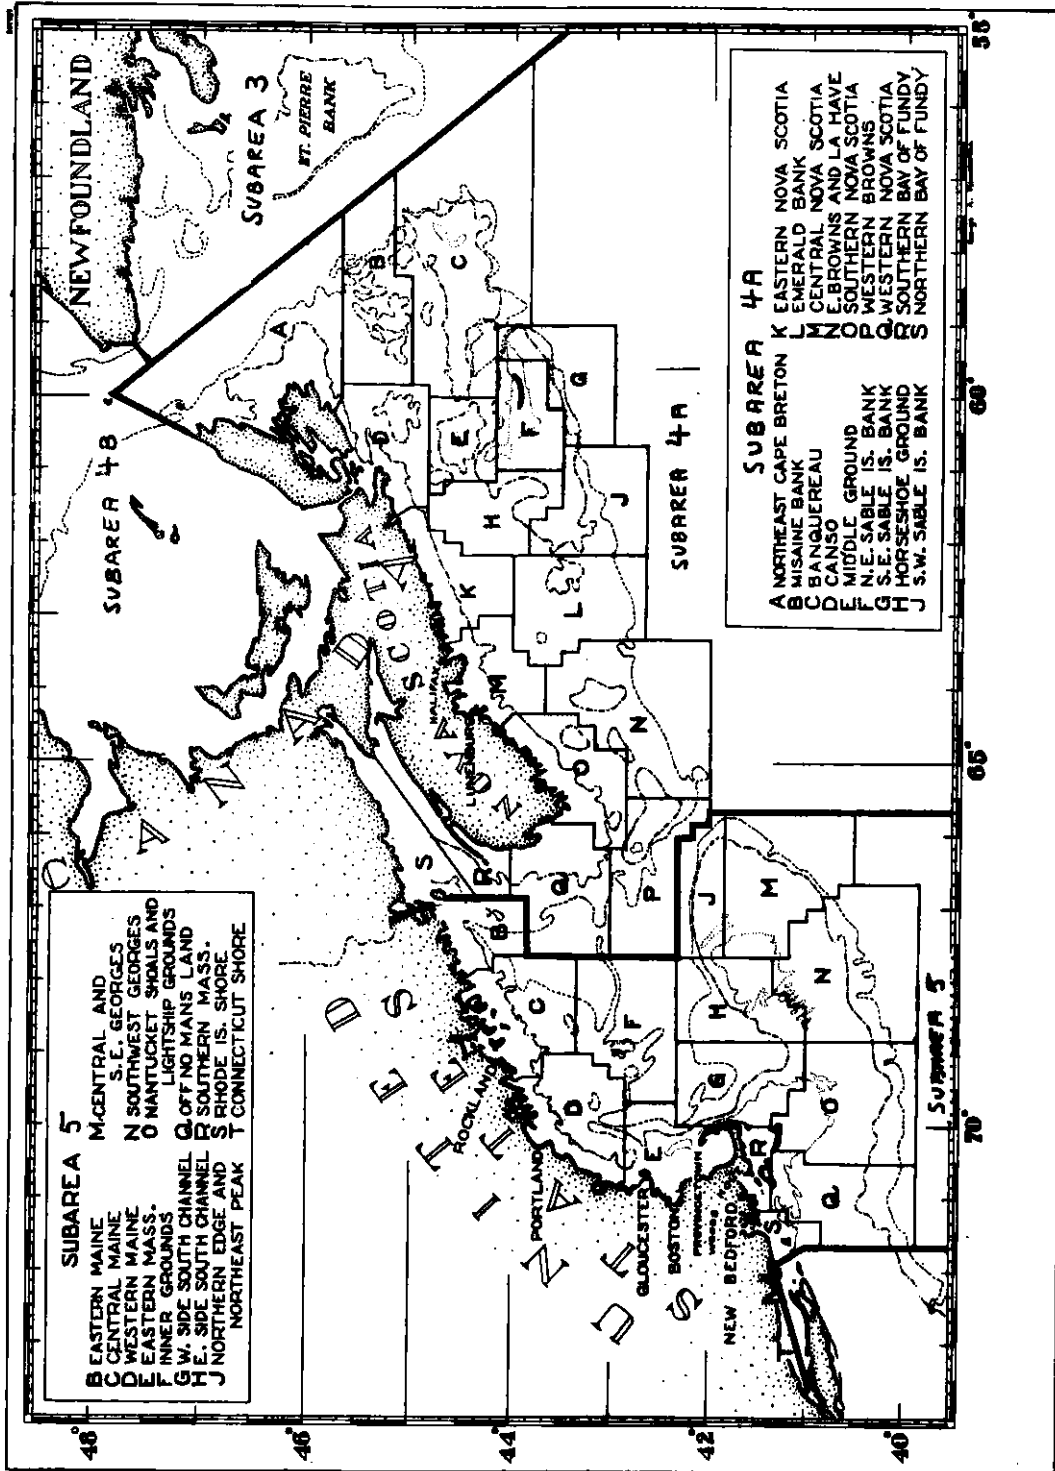 SUBAREA 5
B EASTERN MAINE
C CENTRAL MAINE
D WESTERN MAINE
E EASTERN MASS.
F INNER GROUNDS
G W. SIDE SOUTH CHANNEL
H E. SIDE SOUTH CHANNEL
J NORTHERN EDGE AND
NORTHEAST PEAK
M CENTRAL AND
S.E. GEORGES
N SOUTHWEST GEORGES
O NANTUCKET SHOALS AND
LIGHTSHIP GROUNDS
Q OFF NO MANS LAND
R SOUTHERN MASS.
S RHODE IS. SHORE
T CONNECTICUT SHORE
SUBAREA 4B
NEWFOUNDLAND
SUBAREA 3
ST. PIERRE
BANK
CANADA
NOVA
SCOTIA
HALIFAX
LUNENBURG
UNITED
STATES
ROCKLAND
PORTLAND
GLOUCESTER
BOSTON
PROVINCETOWN
NEW BEDFORD
A
B
C
D
E
F
G
H
J
K
L
M
N
O
P
Q
R
S
B
C
D
E
F
G
H
J
M
N
O
Q
R
S
T
SUBAREA 4A
SUBAREA 5
SUBAREA 4A
A NORTHEAST CAPE BRETON
B MISAINE BANK
C BANQUEREAU
D CANSO
E MIDDLE GROUND
F N.E. SABLE IS. BANK
G S.E. SABLE IS. BANK
H HORSESHOE GROUND
J S.W. SABLE IS. BANK
K EASTERN NOVA SCOTIA
L EMERALD BANK
M CENTRAL NOVA SCOTIA
N E. BROWNS AND LA HAVE
O SOUTHERN NOVA SCOTIA
P WESTERN BROWNS
Q WESTERN NOVA SCOTIA
R SOUTHERN BAY OF FUNDY
S NORTHERN BAY OF FUNDY
48°
46°
44°
42°
40°
70°
65°
60°
58°